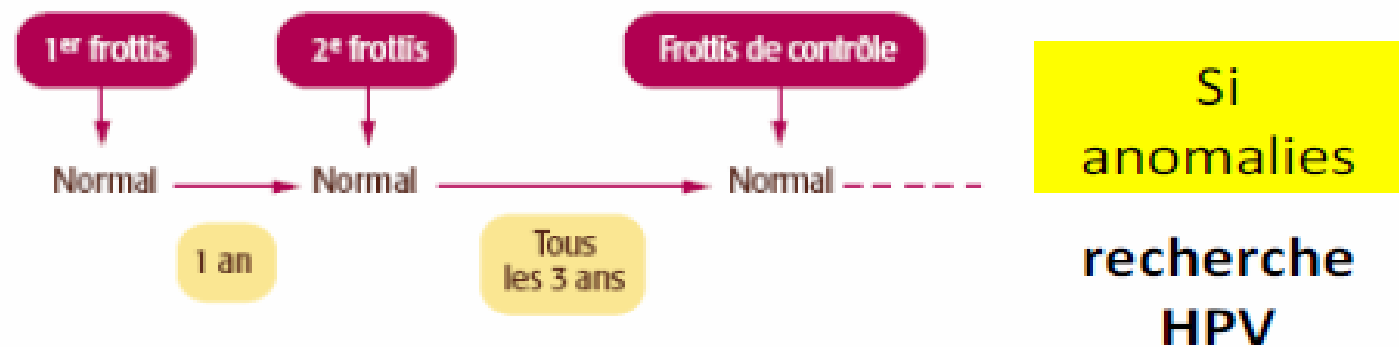 1er frottis
2e frottis
Frottis de contrôle
Normal
Normal
Normal
1 an
Tous
les 3 ans
Si
anomalies
recherche
HPV